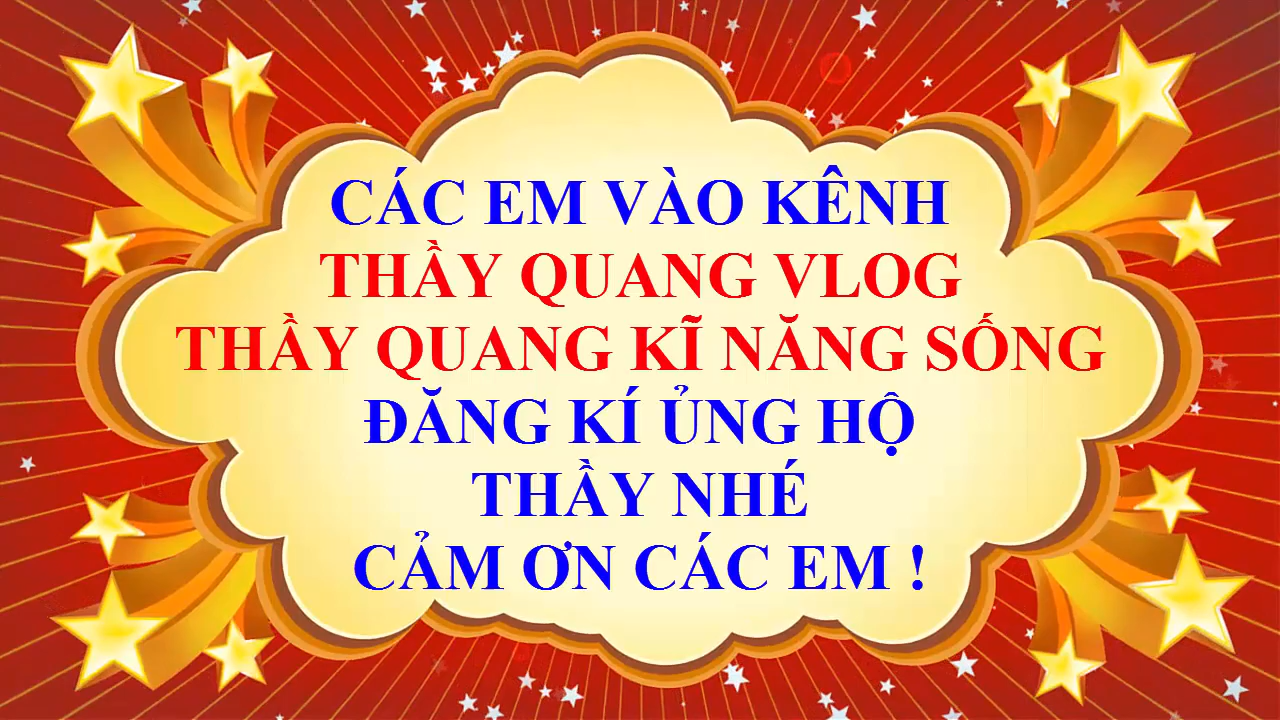 CÁC EM VÀO KÊNH
THẦY QUANG VLOG
THẦY QUANG KĨ NĂNG SỐNG
ĐĂNG KÍ ỦNG HỘ
THẦY NHÉ
CẢM ƠN CÁC EM !